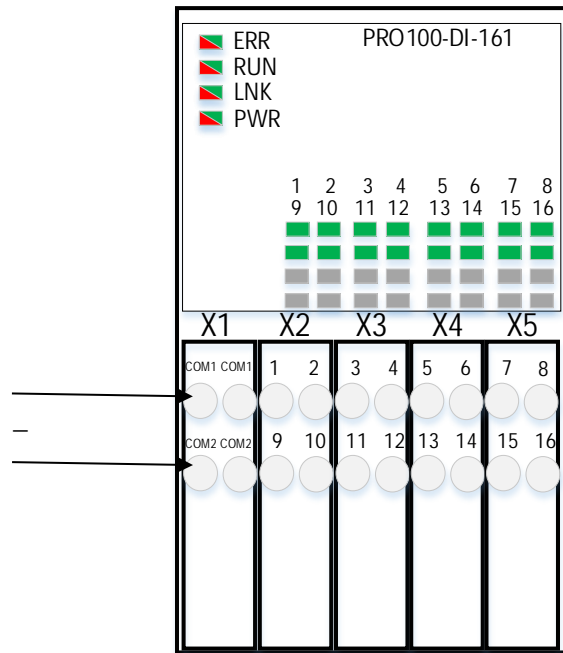 PRO100-DI-161
ERR
RUN
LNK
PWR
1 2 3 4 5 6 7 8
9 10 11 12 13 14 15 16
X1 X2 X3 X4 X5
COM1 COM1 1 2 3 4 5 6 7 8
–
COM2 COM2 9 10 11 12 13 14 15 16